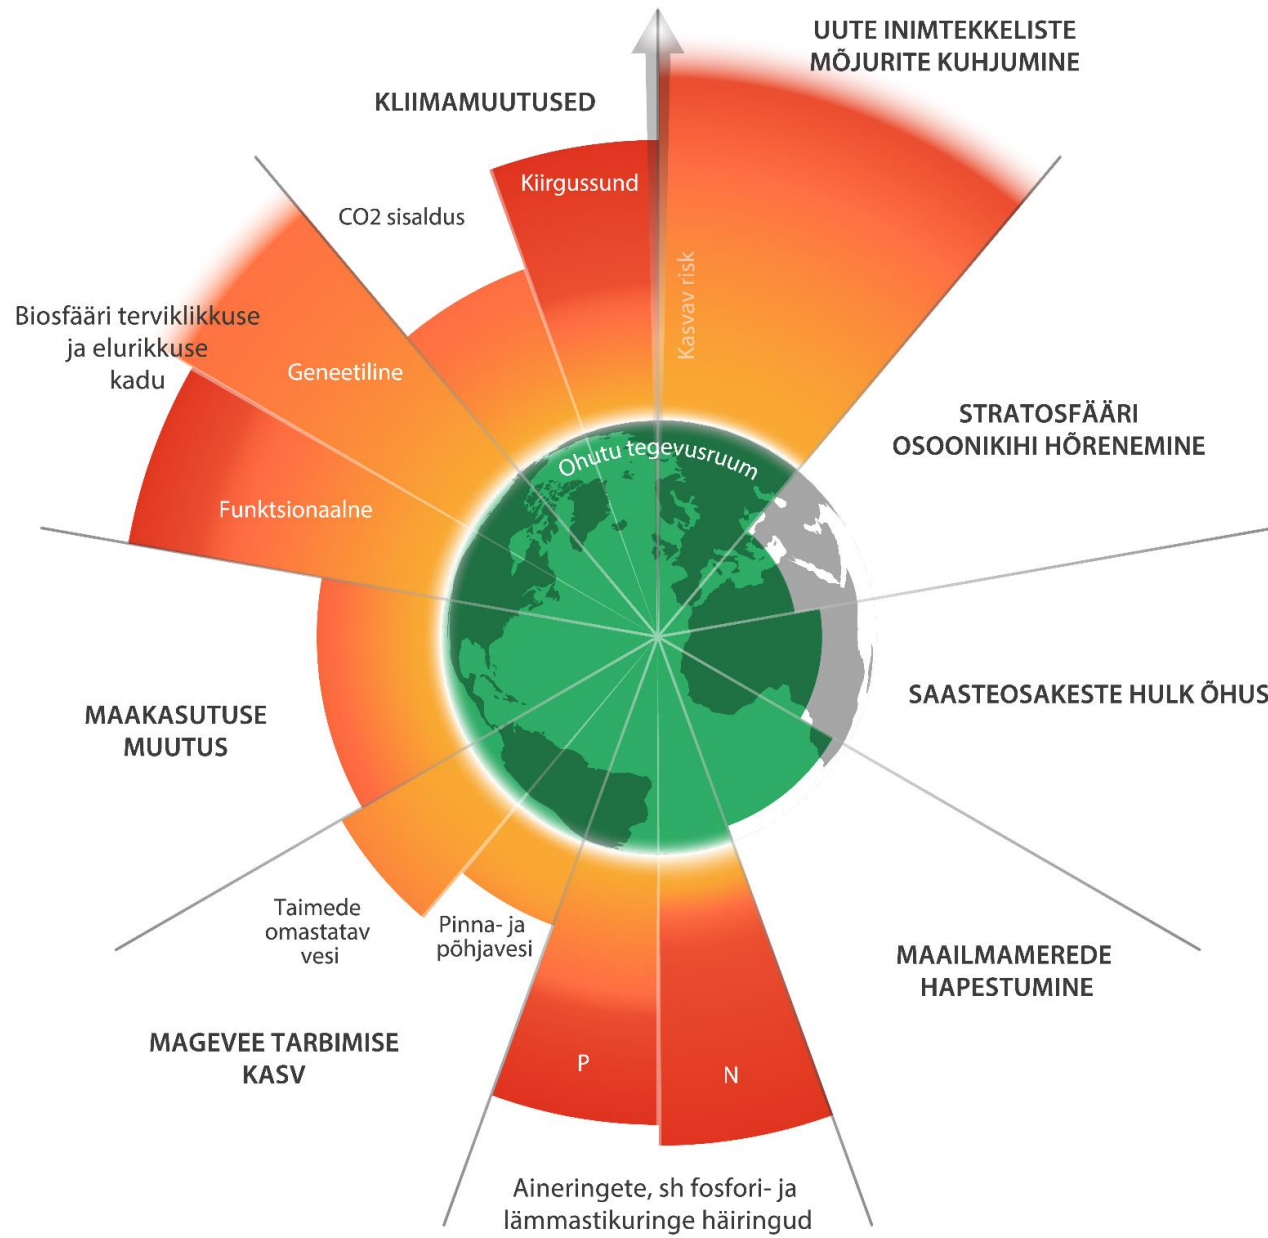 UUTE INIMTEKKELISTE
MÕJURITE KUHJUMINE
KLIIMAMUUTUSED
Kiirgussund
CO2 sisaldus
Kasvav risk
Biosfääri terviklikkuse
ja elurikkuse
kadu
Geneetiline
Funktsionaalne
Ohutu tegevusruum
STRATOSFÄÄRI
OSOONIKIHI HÕRENEMINE
SAASTEOSAKESTE HULK ÕHUS
MAAKASUTUSE
MUUTUS
Taimede
omastatav
vesi
Pinna- ja
põhjavesi
MAAILMAMEREDE
HAPESTUMINE
MAGEVEE TARBIMISE
KASV
P
N
Aineringete, sh fosfori- ja
lämmastikuringe häiringud